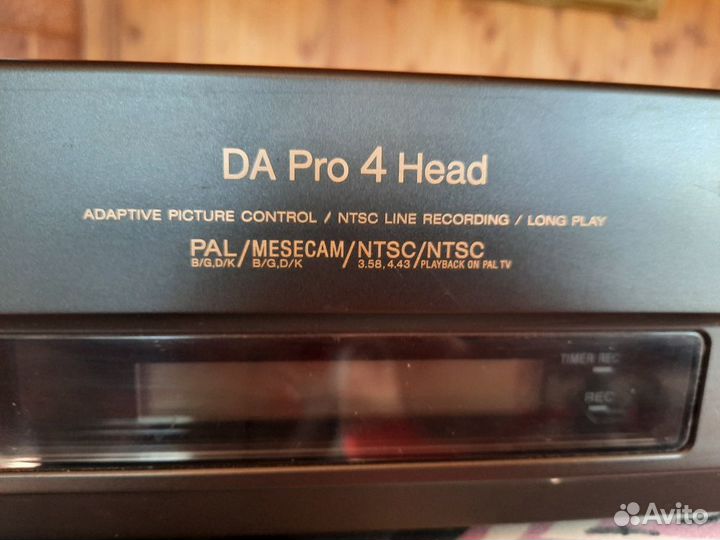 DA Pro 4 Head
ADAPTIVE PICTURE CONTROL / NTSC LINE RECORDING / LONG PLAY
PAL/MESECAM/NTSC/NTSC
B/G,D/K B/G,D/K 3.58, 4.43 PLAYBACK ON PAL TV
TIMER REC
REC
Avito